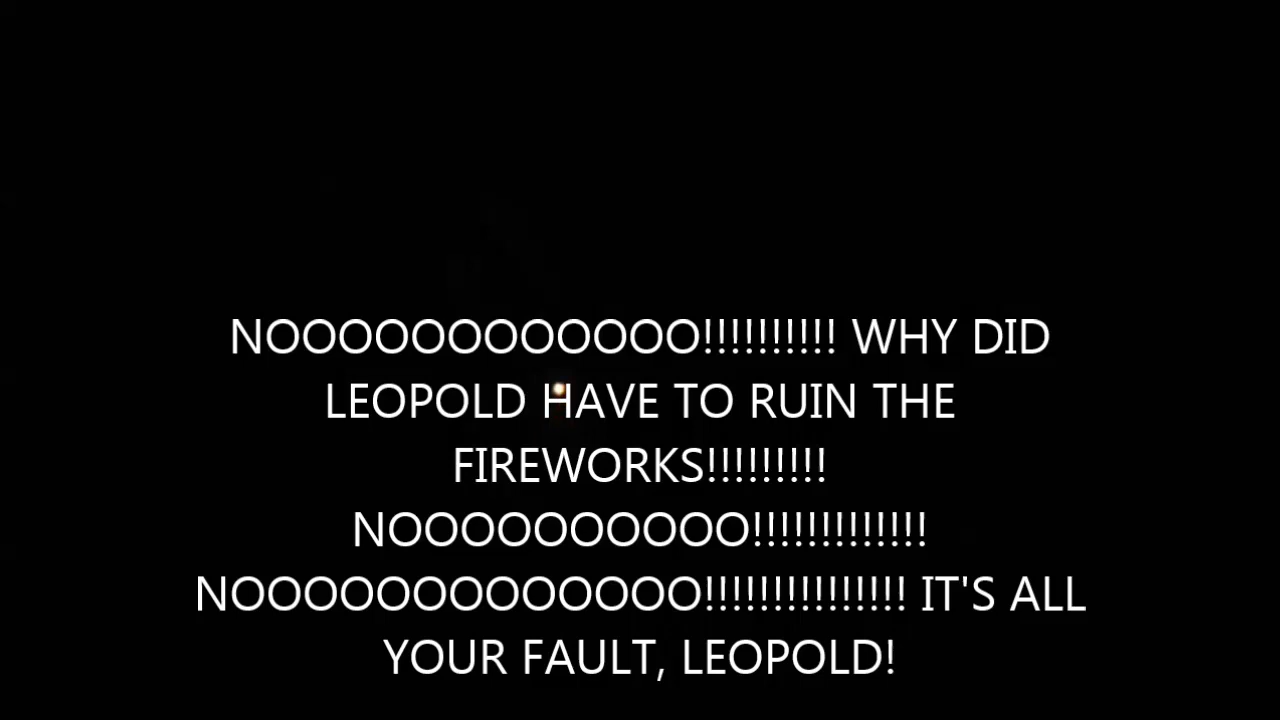 NOOOOOOOOOOOO!!!!!!!!!! WHY DID
LEOPOLD HAVE TO RUIN THE
FIREWORKS!!!!!!!!!
NOOOOOOOOOO!!!!!!!!!!!!!
NOOOOOOOOOOOOO!!!!!!!!!!!!!!! IT'S ALL
YOUR FAULT, LEOPOLD!